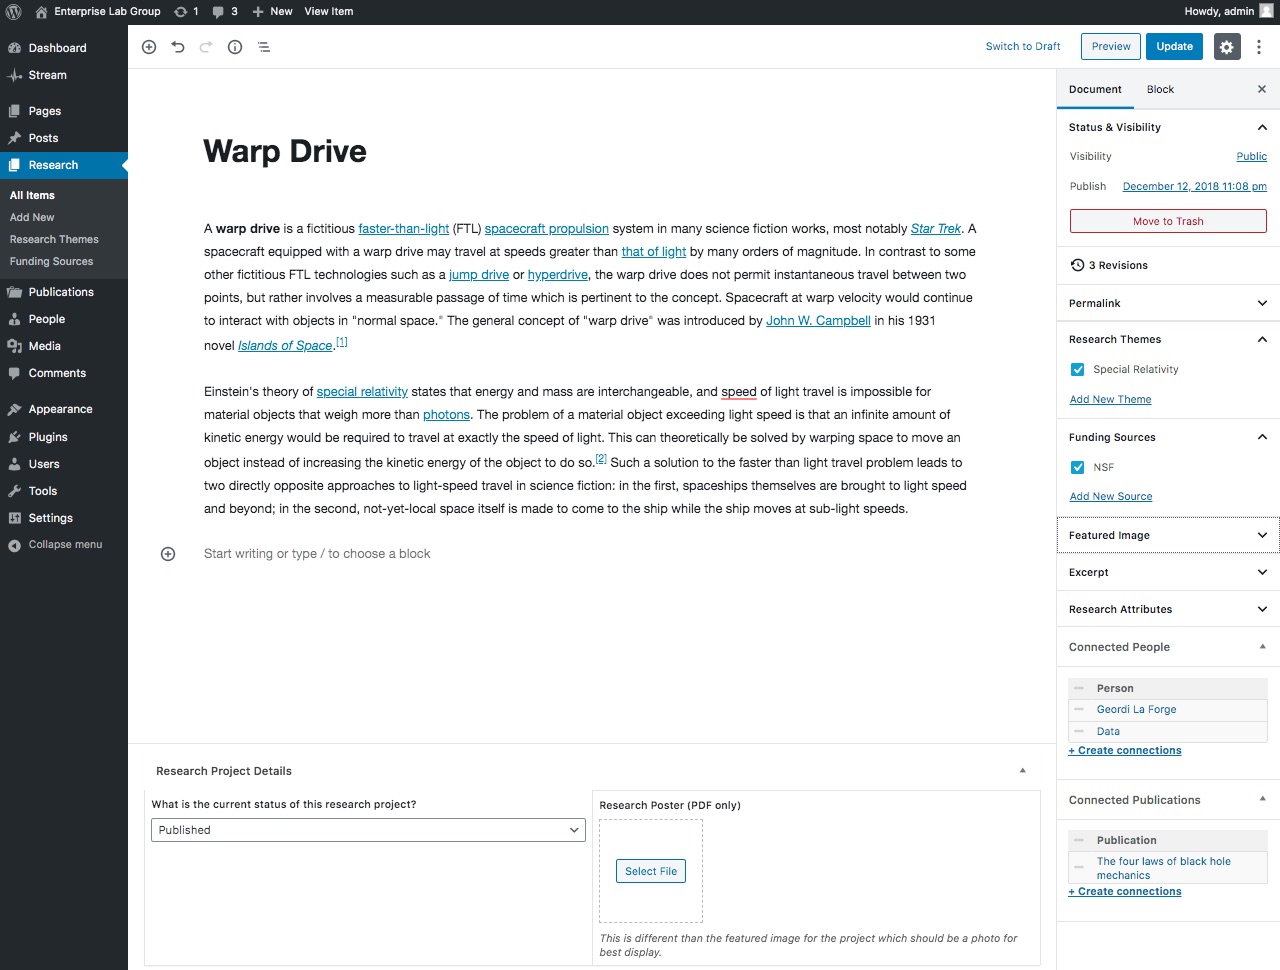 Enterprise Lab Group 1 3 New View Item Howdy, admin
Dashboard
Stream
Pages
Posts
Research
All Items
Add New
Research Themes
Funding Sources
Publications
People
Media
Comments
Appearance
Plugins
Users
Tools
Settings
Collapse menu
Switch to Draft Preview Update
Warp Drive
A warp drive is a fictitious faster-than-light (FTL) spacecraft propulsion system in many science fiction works, most notably Star Trek. A
spacecraft equipped with a warp drive may travel at speeds greater than that of light by many orders of magnitude. In contrast to some
other fictitious FTL technologies such as a jump drive or hyperdrive, the warp drive does not permit instantaneous travel between two
points, but rather involves a measurable passage of time which is pertinent to the concept. Spacecraft at warp velocity would continue
to interact with objects in "normal space." The general concept of "warp drive" was introduced by John W. Campbell in his 1931
novel Islands of Space.[1]
Einstein's theory of special relativity states that energy and mass are interchangeable, and speed of light travel is impossible for
material objects that weigh more than photons. The problem of a material object exceeding light speed is that an infinite amount of
kinetic energy would be required to travel at exactly the speed of light. This can theoretically be solved by warping space to move an
object instead of increasing the kinetic energy of the object to do so.[2] Such a solution to the faster than light travel problem leads to
two directly opposite approaches to light-speed travel in science fiction: in the first, spaceships themselves are brought to light speed
and beyond; in the second, not-yet-local space itself is made to come to the ship while the ship moves at sub-light speeds.
Start writing or type / to choose a block
Research Project Details
What is the current status of this research project?
Published
Research Poster (PDF only)
Select File
This is different than the featured image for the project which should be a photo for
best display.
Document Block
Status & Visibility
Visibility Public
Publish December 12, 2018 11:08 pm
Move to Trash
3 Revisions
Permalink
Research Themes
Special Relativity
Add New Theme
Funding Sources
NSF
Add New Source
Featured Image
Excerpt
Research Attributes
Connected People
Person
Geordi La Forge
Data
+ Create connections
Connected Publications
Publication
The four laws of black hole
mechanics
+ Create connections